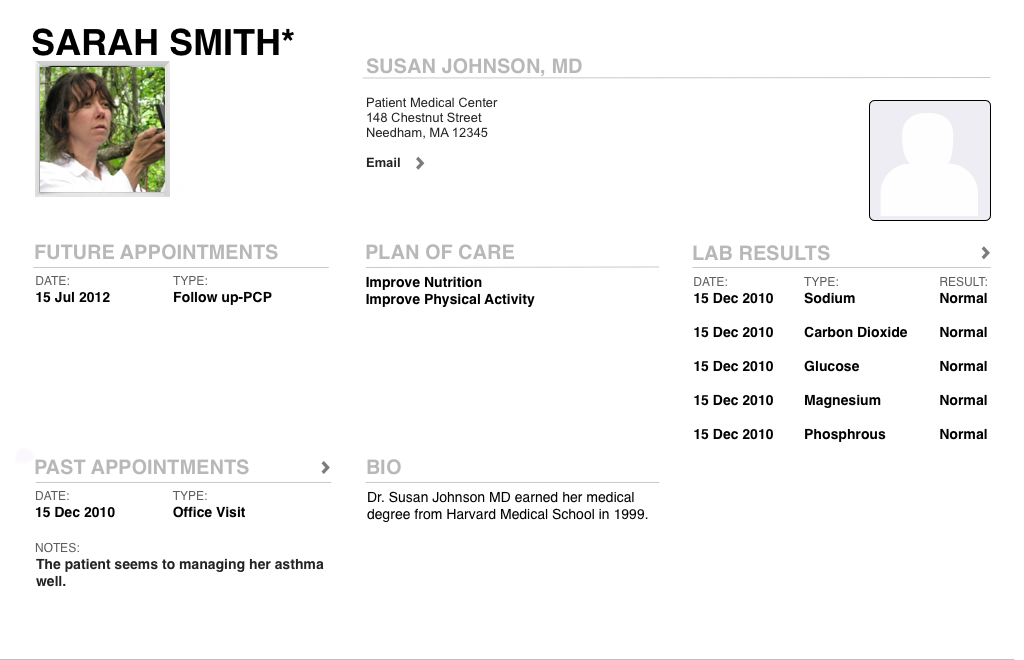 SARAH SMITH*
SUSAN JOHNSON, MD
Patient Medical Center
148 Chestnut Street
Needham, MA 12345
Email
FUTURE APPOINTMENTS
DATE: TYPE:
15 Jul 2012 Follow up-PCP
PLAN OF CARE
Improve Nutrition
Improve Physical Activity
LAB RESULTS
DATE: TYPE: RESULT:
15 Dec 2010 Sodium Normal
15 Dec 2010 Carbon Dioxide Normal
15 Dec 2010 Glucose Normal
15 Dec 2010 Magnesium Normal
15 Dec 2010 Phosphrous Normal
PAST APPOINTMENTS
DATE: TYPE:
15 Dec 2010 Office Visit
NOTES:
The patient seems to managing her asthma
well.
BIO
Dr. Susan Johnson MD earned her medical
degree from Harvard Medical School in 1999.